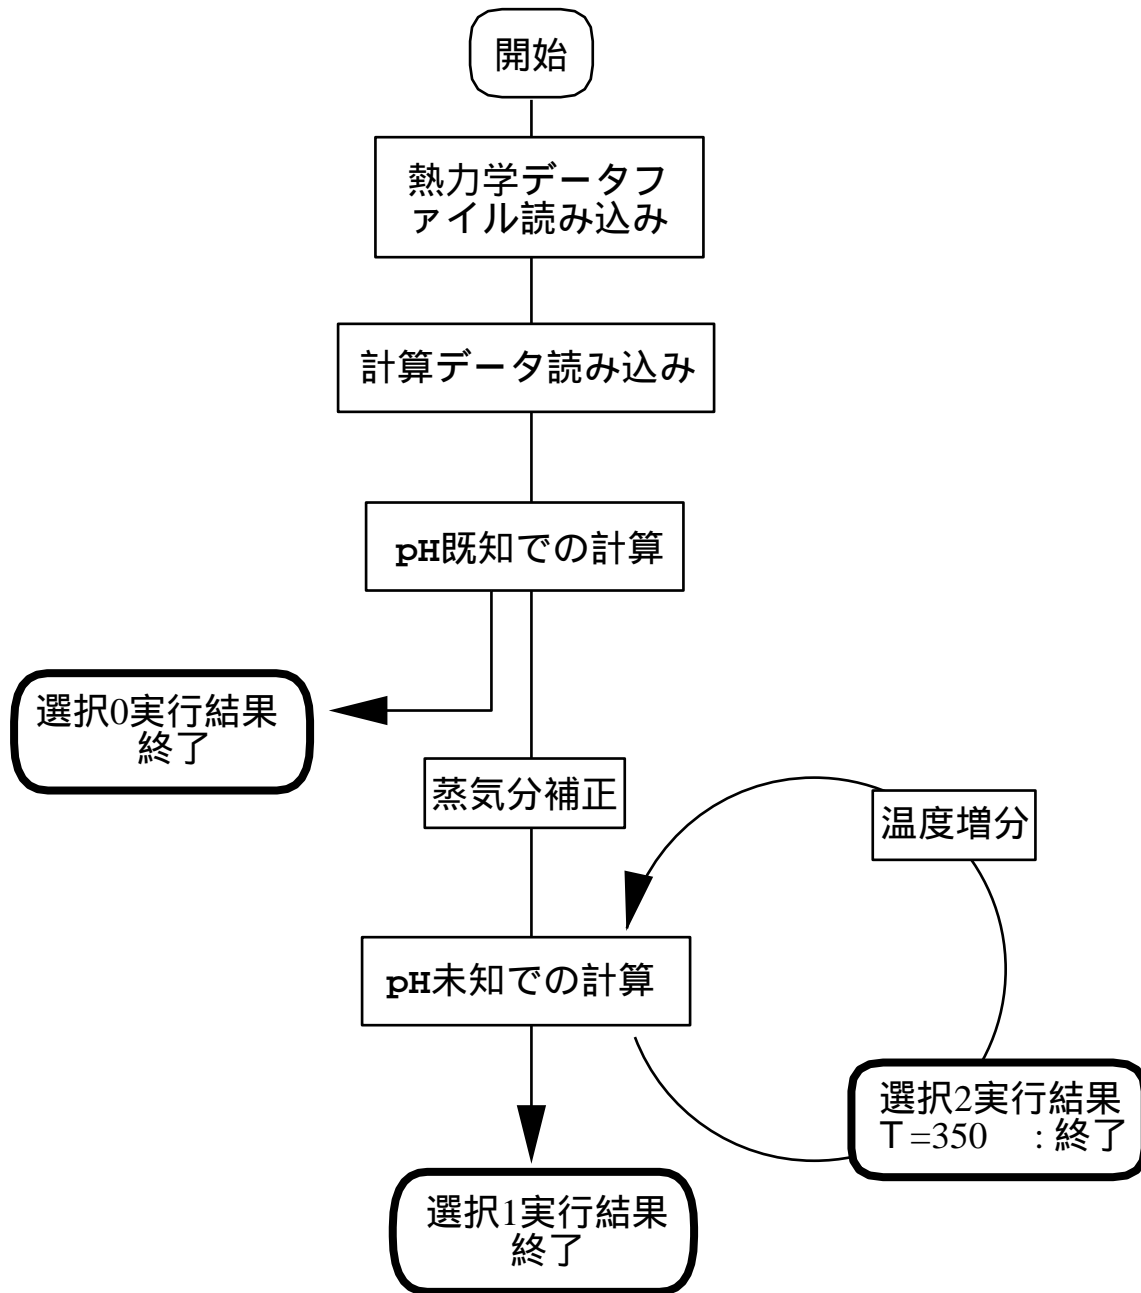 開始
熱力学データフ
ァイル読み込み
計算データ読み込み
pH既知での計算
選択0実行結果
終了
蒸気分補正
温度増分
pH未知での計算
選択2実行結果
T=350 : 終了
選択1実行結果
終了